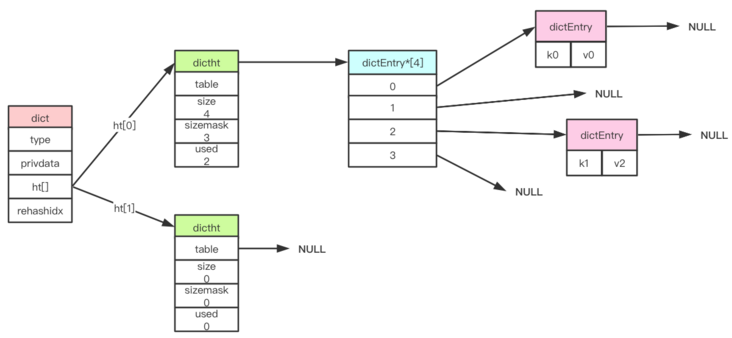 dict
type
privdata
ht[]
rehashidx
ht[0]
ht[1]
dictht
table
size
4
sizemask
3
used
2
dictht
table
size
0
sizemask
0
used
0
NULL
dictEntry*[4]
0
1
2
3
dictEntry
k0 v0
NULL
NULL
dictEntry
k1 v2
NULL
NULL